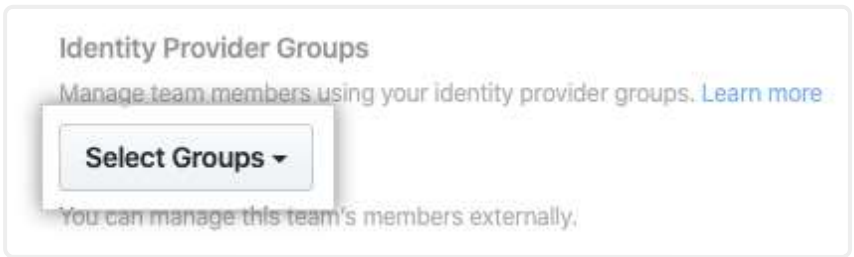 Identity Provider Groups
Manage team members using your identity provider groups. Learn more
Select Groups
You can manage this team's members externally.